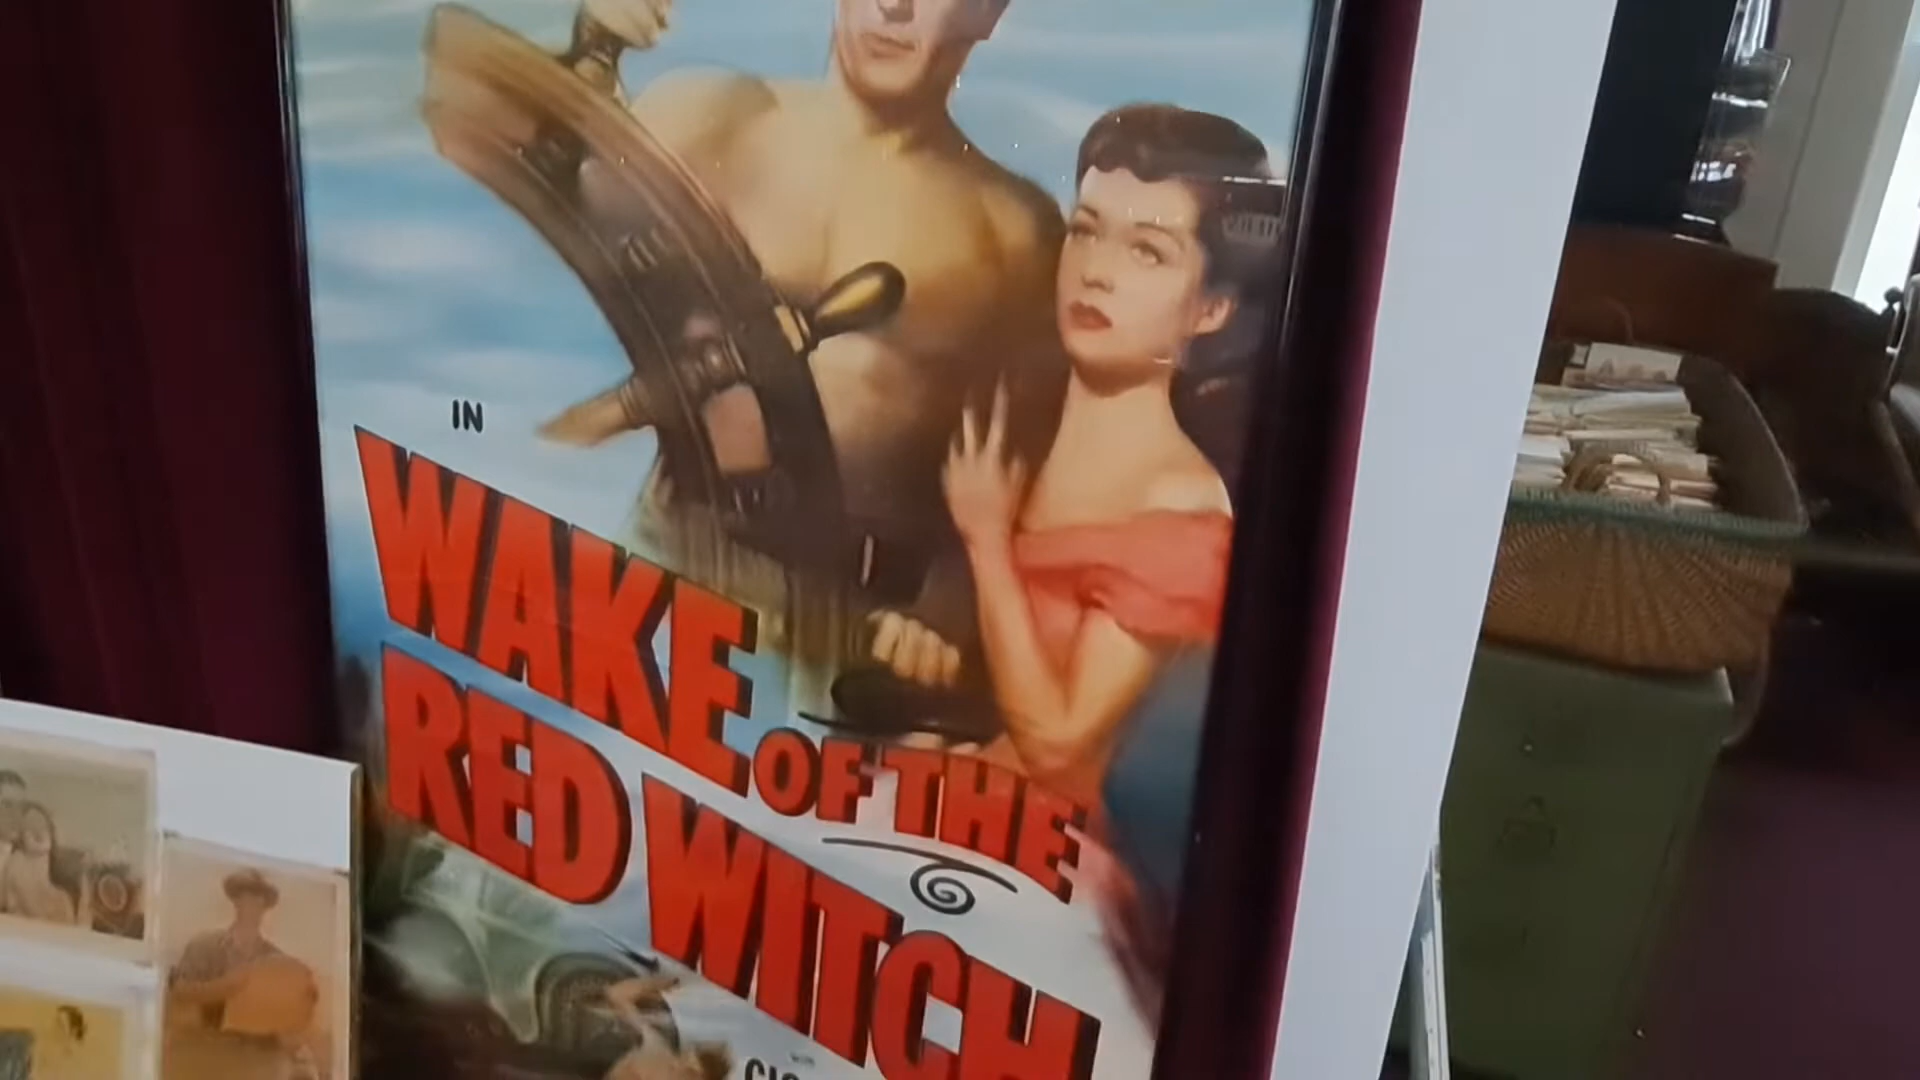 IN
WAKE OF THE
RED WITCH